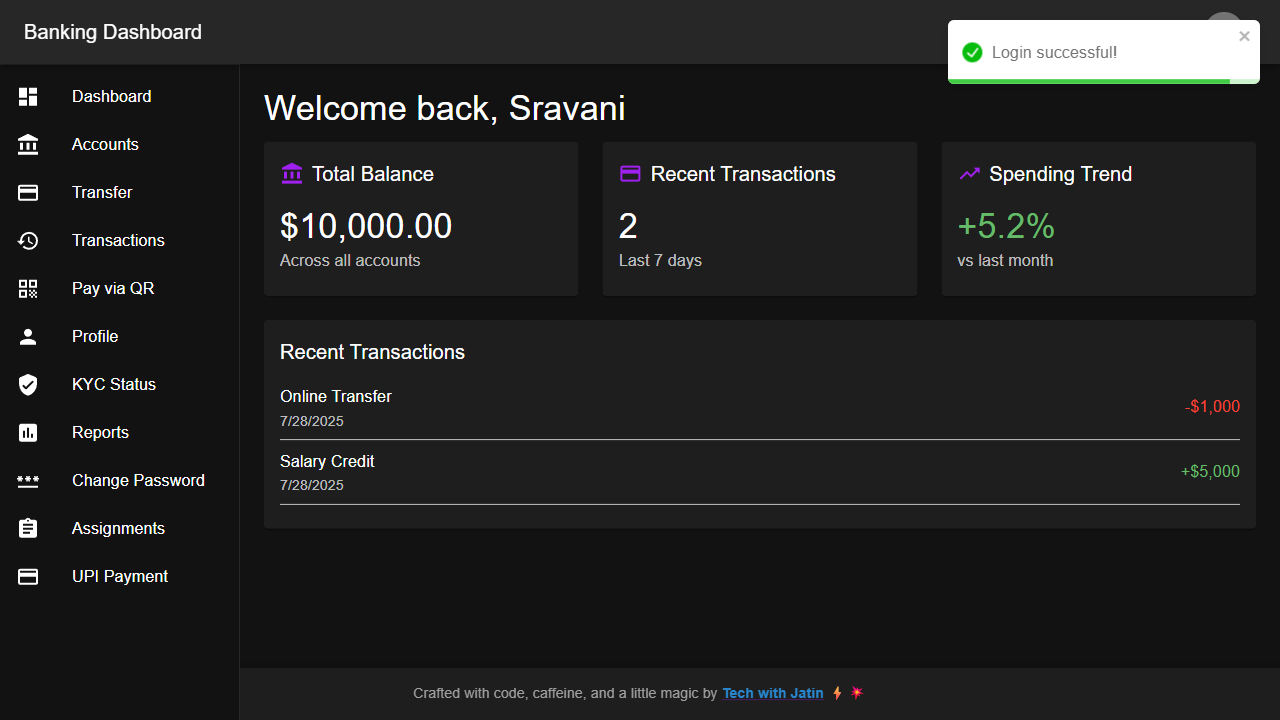 Banking Dashboard
Login successful!
Dashboard
Accounts
Transfer
Transactions
Pay via QR
Profile
KYC Status
Reports
Change Password
Assignments
UPI Payment
Welcome back, Sravani
Total Balance
$10,000.00
Across all accounts
Recent Transactions
2
Last 7 days
Spending Trend
+5.2%
vs last month
Recent Transactions
Online Transfer
7/28/2025
-$1,000
Salary Credit
7/28/2025
+$5,000
Crafted with code, caffeine, and a little magic by Tech with Jatin ⚡ 💥